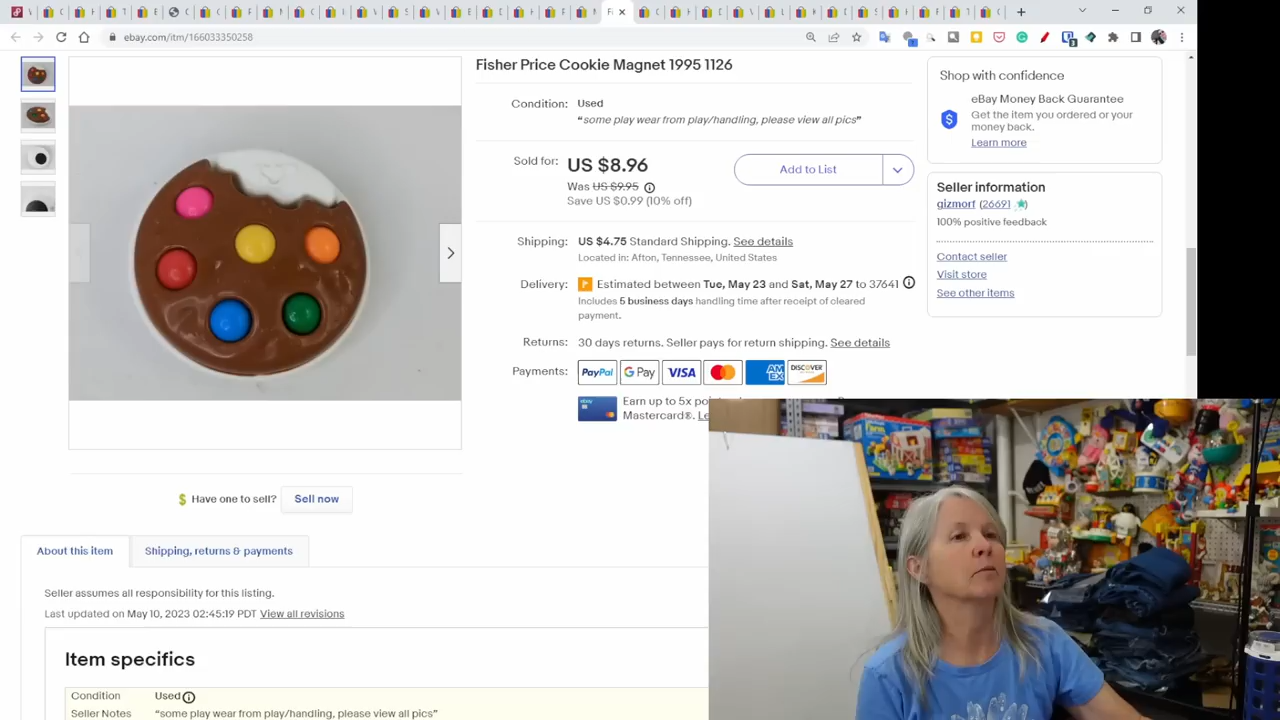 ebay.com/itm/166033350258
Fisher Price Cookie Magnet 1995 1126
Condition: Used
“some play wear from play/handling, please view all pics”
Sold for: US $8.96
Was US $9.95
Save US $0.99 (10% off)
Add to List
Shipping: US $4.75 Standard Shipping. See details
Located in: Afton, Tennessee, United States
Delivery: Estimated between Tue, May 23 and Sat, May 27 to 37641
Includes 5 business days handling time after receipt of cleared
payment.
Returns: 30 days returns. Seller pays for return shipping. See details
Payments: PayPal G Pay VISA AM EX DISCOVER
Earn up to 5x
Mastercard®.
Shop with confidence
eBay Money Back Guarantee
Get the item you ordered or your
money back.
Learn more
Seller information
gizmorf (26691)
100% positive feedback
Contact seller
Visit store
See other items
Have one to sell? Sell now
About this item
Shipping, returns & payments
Seller assumes all responsibility for this listing.
Last updated on May 10, 2023 02:45:19 PDT View all revisions
Item specifics
Condition Used
Seller Notes “some play wear from play/handling, please view all pics”